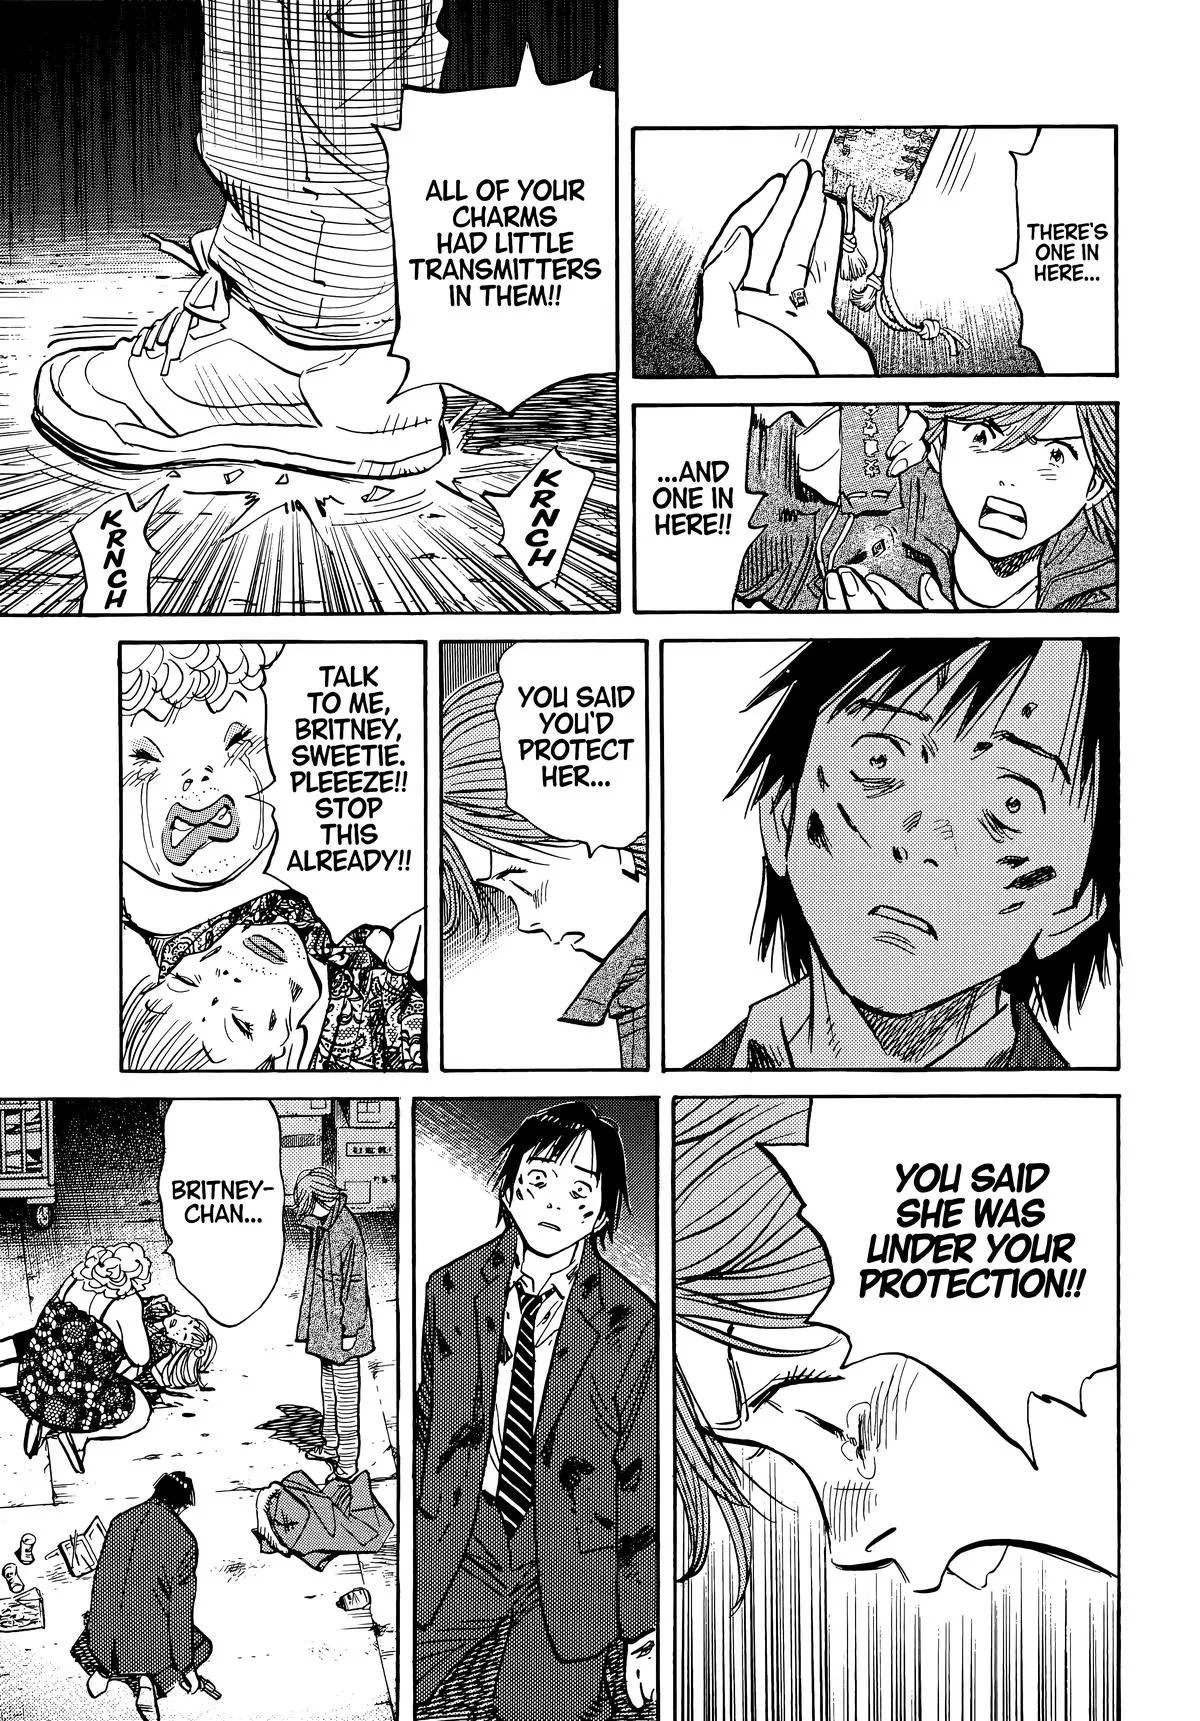 THERE'S
ONE IN
HERE...
...AND
ONE IN
HERE!!
ALL OF YOUR
CHARMS
HAD LITTLE
TRANSMITTERS
IN THEM!!
KRNCH
KRNCH
YOU SAID
YOU'D
PROTECT
HER...
TALK
TO ME,
BRITNEY,
SWEETIE.
PLEEEZE!!
STOP
THIS
ALREADY!!
YOU SAID
SHE WAS
UNDER YOUR
PROTECTION!!
BRITNEY-
CHAN...